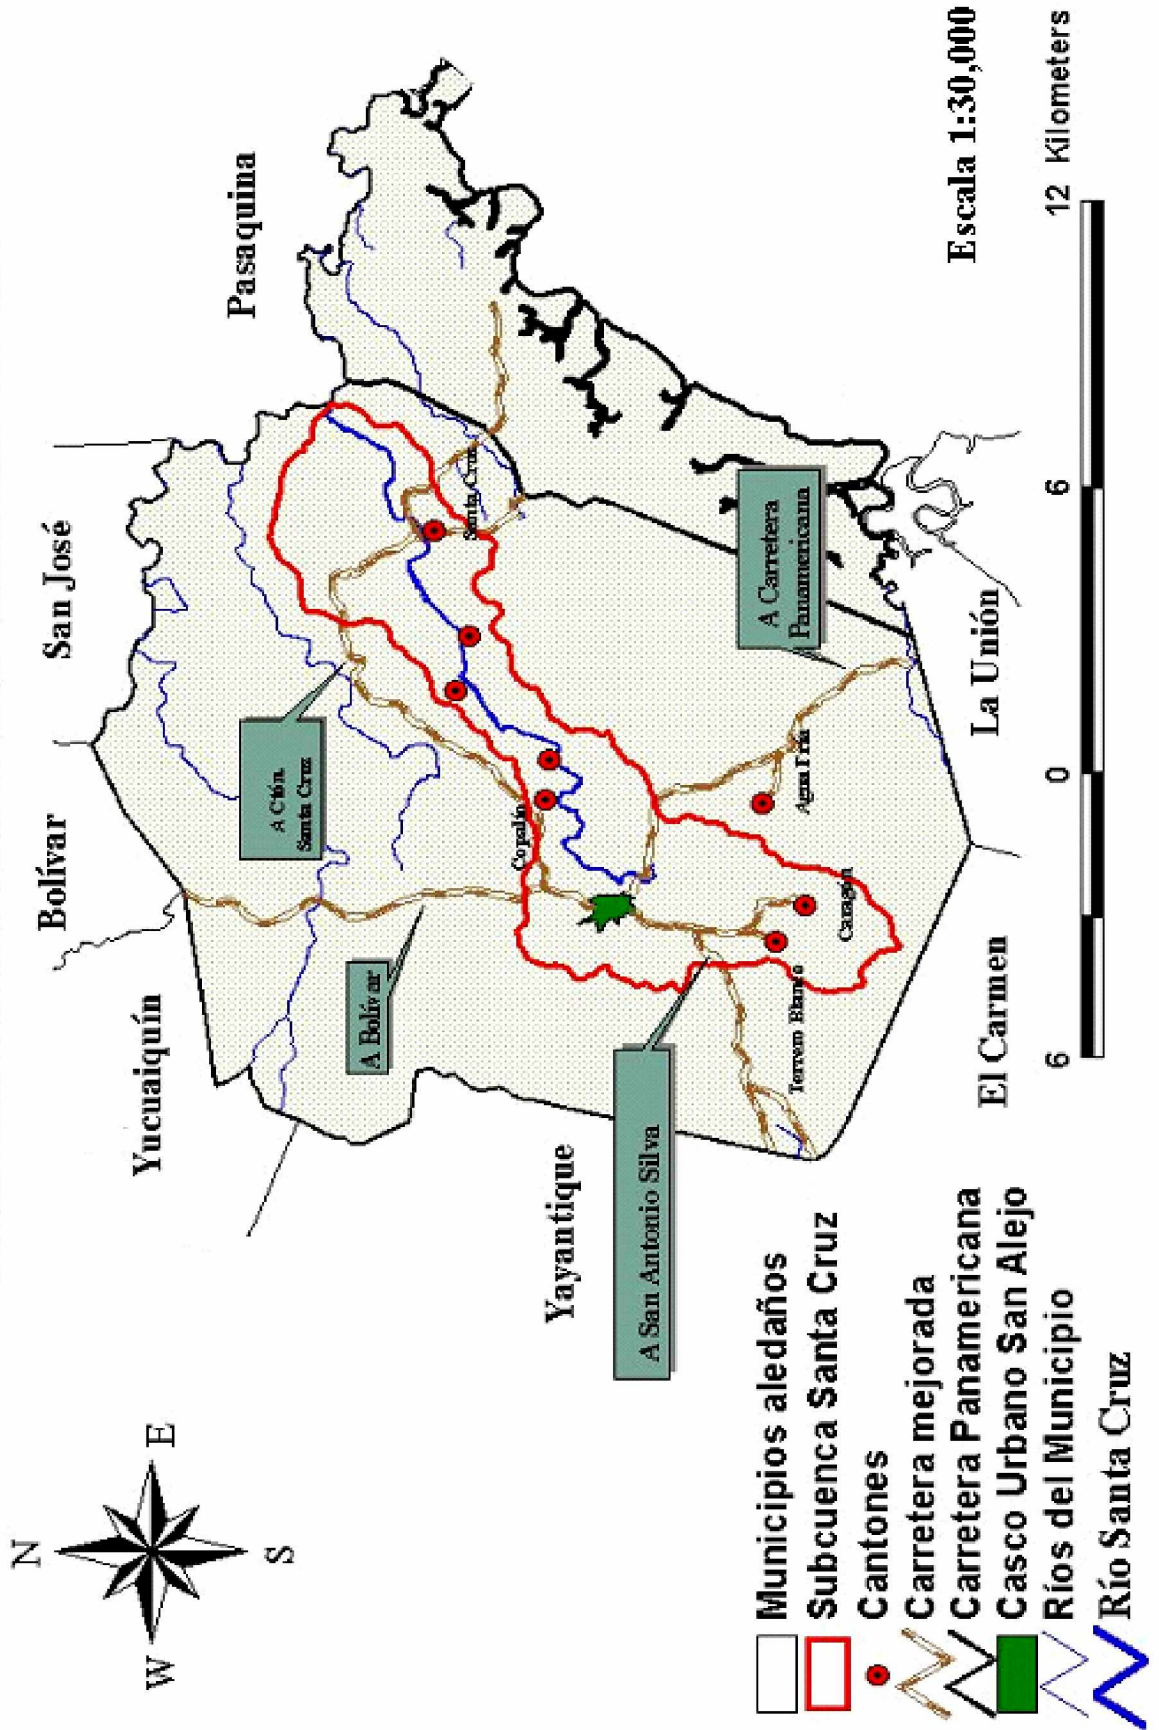 N
W
E
S
Bolívar
San José
Yucuaiquín
Pasaquina
A Ctón.
Santa Cruz
A Bolívar
Santa Cruz
Copalío
Yayantique
A San Antonio Silva
A Carretera
Panamericana
Agua Fría
Terrero Blanco
El Carmen
La Unión
Escala 1:30,000
6
0
6
12 Kilometers
Municipios aledaños
Subcuenca Santa Cruz
Cantones
Carretera mejorada
Carretera Panamericana
Casco Urbano San Alejo
Ríos del Municipio
Río Santa Cruz